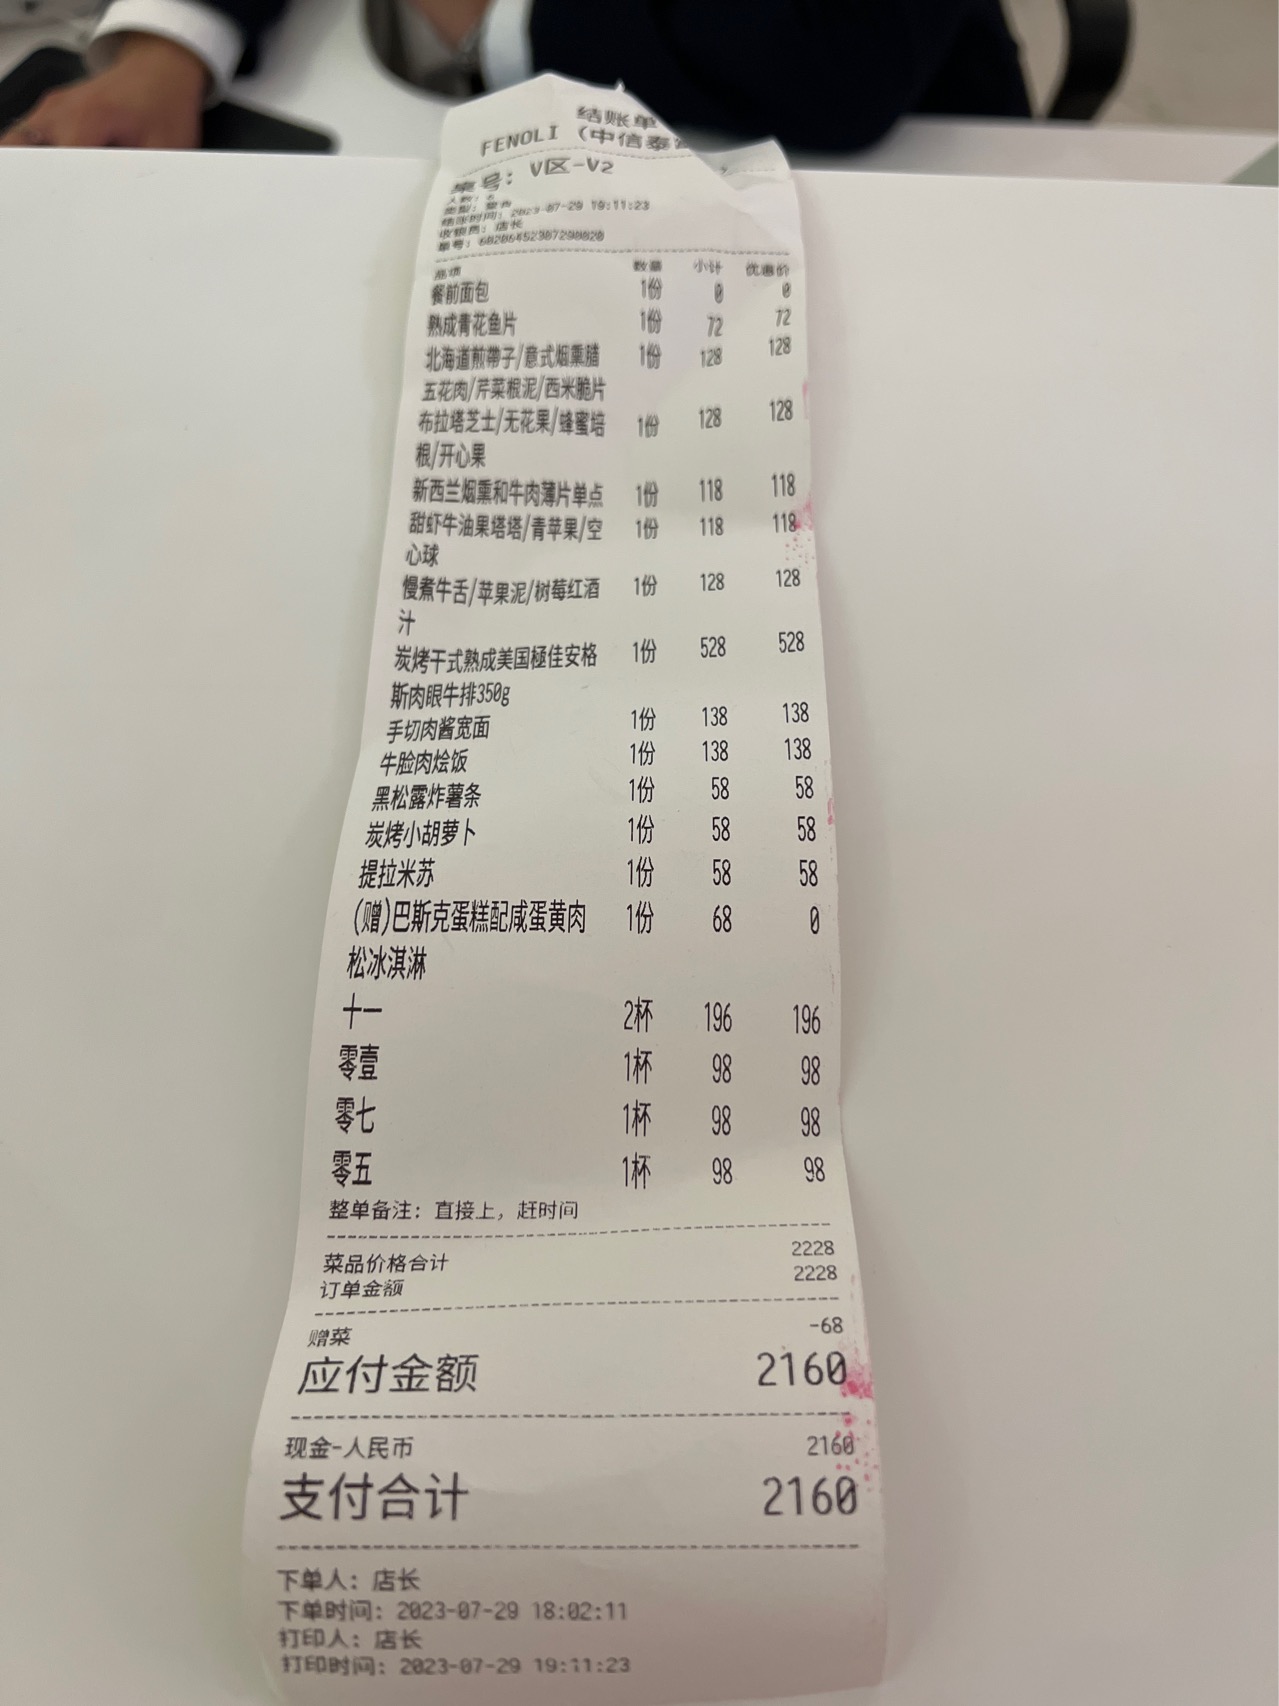 结账单
FENOLI (中信泰
桌号: V区-V2
结账时间: 2023-07-29 19:11:23
收银员: 店长
单号:
品项 数量 小计 优惠价
餐前面包 1份 0 0
熟成青花鱼片 1份 72 72
北海道煎带子/意式烟熏腊 1份 128 128
五花肉/芹菜根泥/西米脆片
布拉塔芝士/无花果/蜂蜜培 1份 128 128
根/开心果
新西兰烟熏和牛肉薄片单点 1份 118 118
甜虾牛油果塔塔/青苹果/空 1份 118 118
心球
慢煮牛舌/苹果泥/树莓红酒 1份 128 128
汁
炭烤干式熟成美国極佳安格 1份 528 528
斯肉眼牛排350g
手切肉酱宽面 1份 138 138
牛脸肉烩饭 1份 138 138
黑松露炸薯条 1份 58 58
炭烤小胡萝卜 1份 58 58
提拉米苏 1份 58 58
(赠)巴斯克蛋糕配咸蛋黄肉 1份 68 0
松冰淇淋
十一 2杯 196 196
零壹 1杯 98 98
零七 1杯 98 98
零五 1杯 98 98
整单备注: 直接上, 赶时间
菜品价格合计 2228
订单金额 2228
赠菜 -68
应付金额 2160
现金-人民币 2160
支付合计 2160
下单人: 店长
下单时间: 2023-07-29 18:02:11
打印人: 店长
打印时间: 2023-07-29 19:11:23